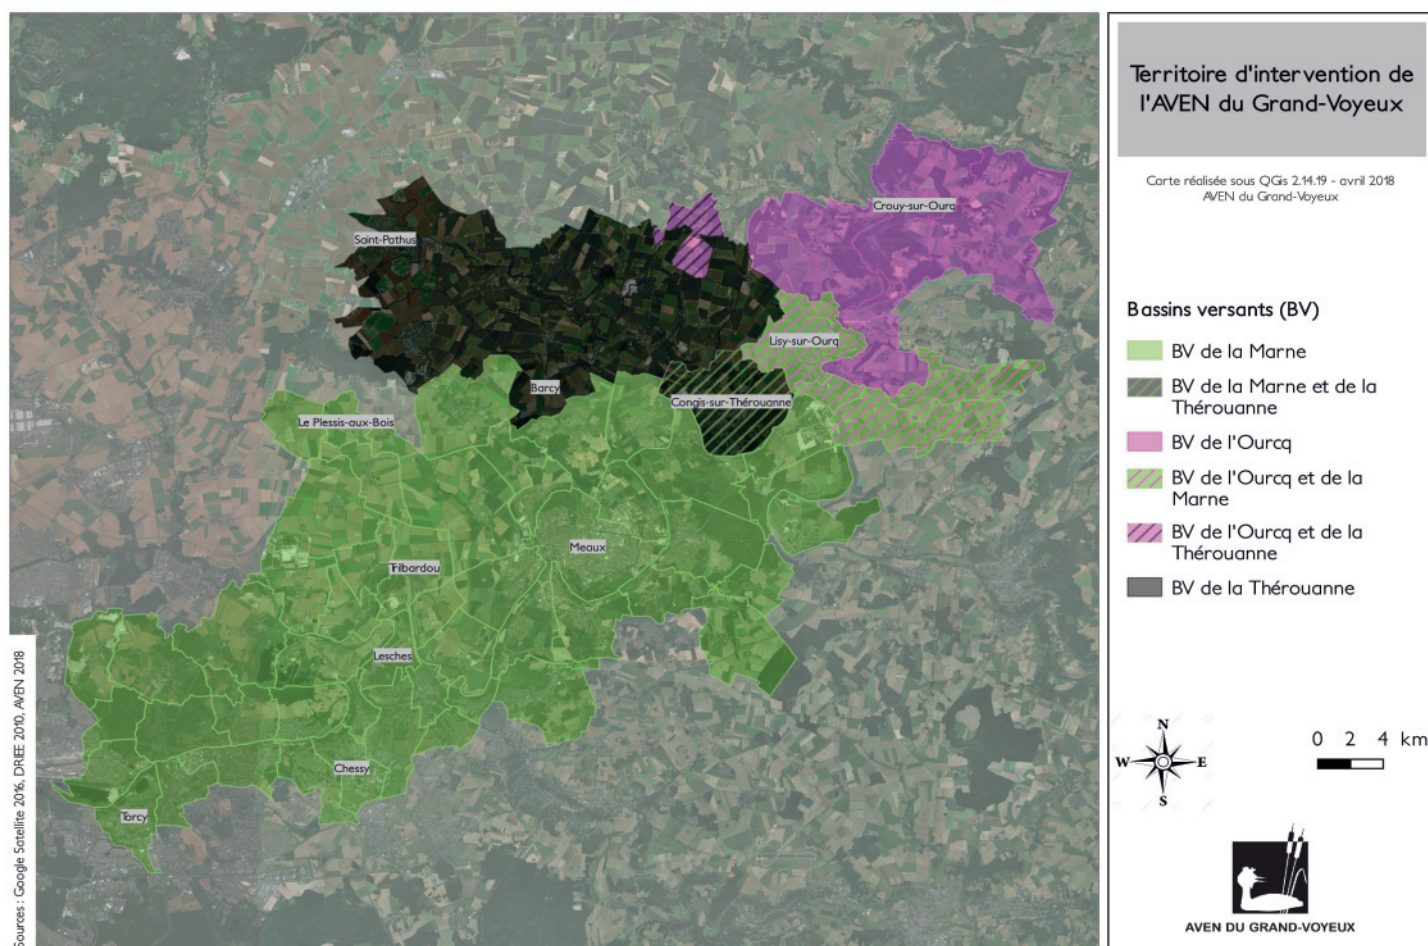 Territoire d'intervention de
l'AVEN du Grand-Voyeux
Carte réalisée sous QGis 2.14.19 - avril 2018
AVEN du Grand-Voyeux
Bassins versants (BV)
BV de la Marne
BV de la Marne et de la
Thérouanne
BV de l'Ourcq
BV de l'Ourcq et de la
Marne
BV de l'Ourcq et de la
Thérouanne
BV de la Thérouanne
N
W E
S
0 2 4 km
AVEN DU GRAND-VOYEUX
Crouy-sur-Ourq
Saint-Pathus
Lisy-sur-Ourq
Barcy
Congis-sur-Thérouanne
Le Plessis-aux-Bois
Meaux
Trilbardou
Lesches
Chessy
Torcy
Sources : Google Satellite 2016, DRIEE 2010, AVEN 2018